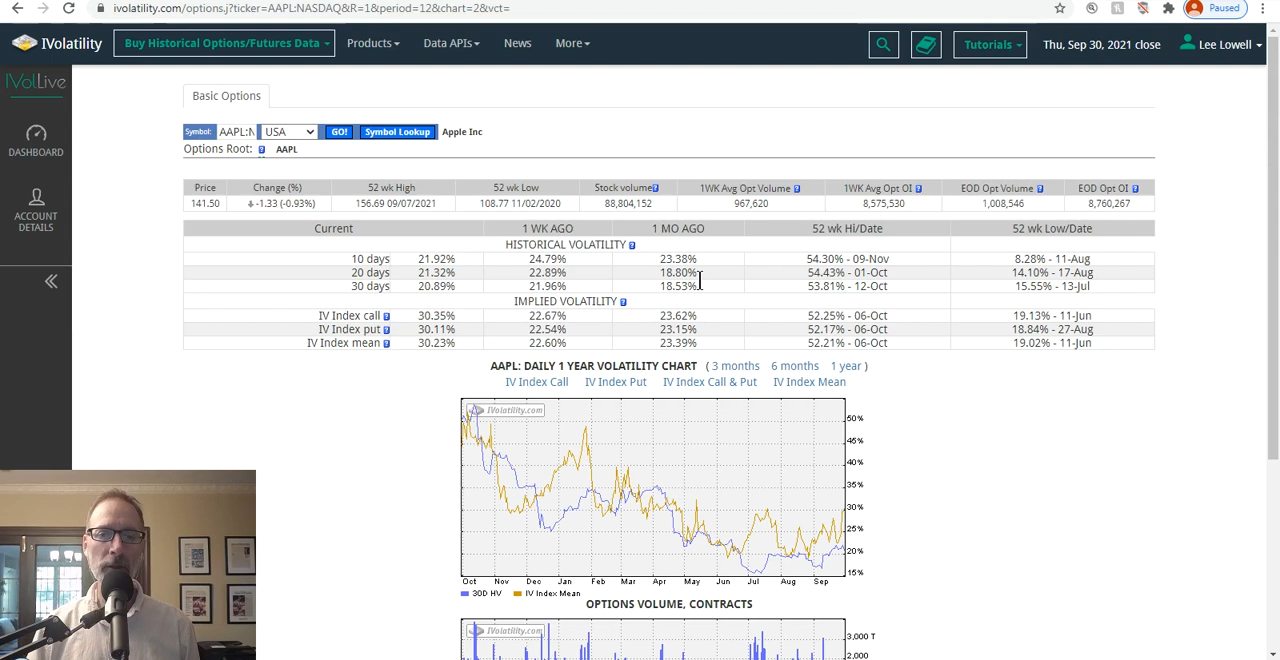 ivolatility.com/options.j?ticker=AAPL:NASDAQ&R=1&period=12&chart=2&vct=
Paused
IVolatility
Buy Historical Options/Futures Data
Products
Data APIs
News
More
Tutorials
Thu, Sep 30, 2021 close
Lee Lowell
IVolLive
DASHBOARD
ACCOUNT
DETAILS
Basic Options
Symbol: AAPL:N USA GO! Symbol Lookup Apple Inc
Options Root: ? AAPL
Price Change (%) 52 wk High 52 wk Low Stock volume? 1WK Avg Opt Volume ? 1WK Avg Opt OI ? EOD Opt Volume ? EOD Opt OI ?
141.50 -1.33 (-0.93%) 156.69 09/07/2021 108.77 11/02/2020 88,804,152 967,620 8,575,530 1,008,546 8,760,267
Current 1 WK AGO 1 MO AGO 52 wk Hi/Date 52 wk Low/Date
HISTORICAL VOLATILITY ?
10 days 21.92% 24.79% 23.38% 54.30% - 09-Nov 8.28% - 11-Aug
20 days 21.32% 22.89% 18.80% 54.43% - 01-Oct 14.10% - 17-Aug
30 days 20.89% 21.96% 18.53% 53.81% - 12-Oct 15.55% - 13-Jul
IMPLIED VOLATILITY ?
IV Index call ? 30.35% 22.67% 23.62% 52.25% - 06-Oct 19.13% - 11-Jun
IV Index put ? 30.11% 22.54% 23.15% 52.17% - 06-Oct 18.84% - 27-Aug
IV Index mean ? 30.23% 22.60% 23.39% 52.21% - 06-Oct 19.02% - 11-Jun
AAPL: DAILY 1 YEAR VOLATILITY CHART ( 3 months 6 months 1 year )
IV Index Call IV Index Put IV Index Call & Put IV Index Mean
IVolatility.com
50%
45%
40%
35%
30%
25%
20%
15%
Oct Nov Dec Jan Feb Mar Apr May Jun Jul Aug Sep
30D HV IV Index Mean
OPTIONS VOLUME, CONTRACTS
IVolatility.com
3,000 T
2,000